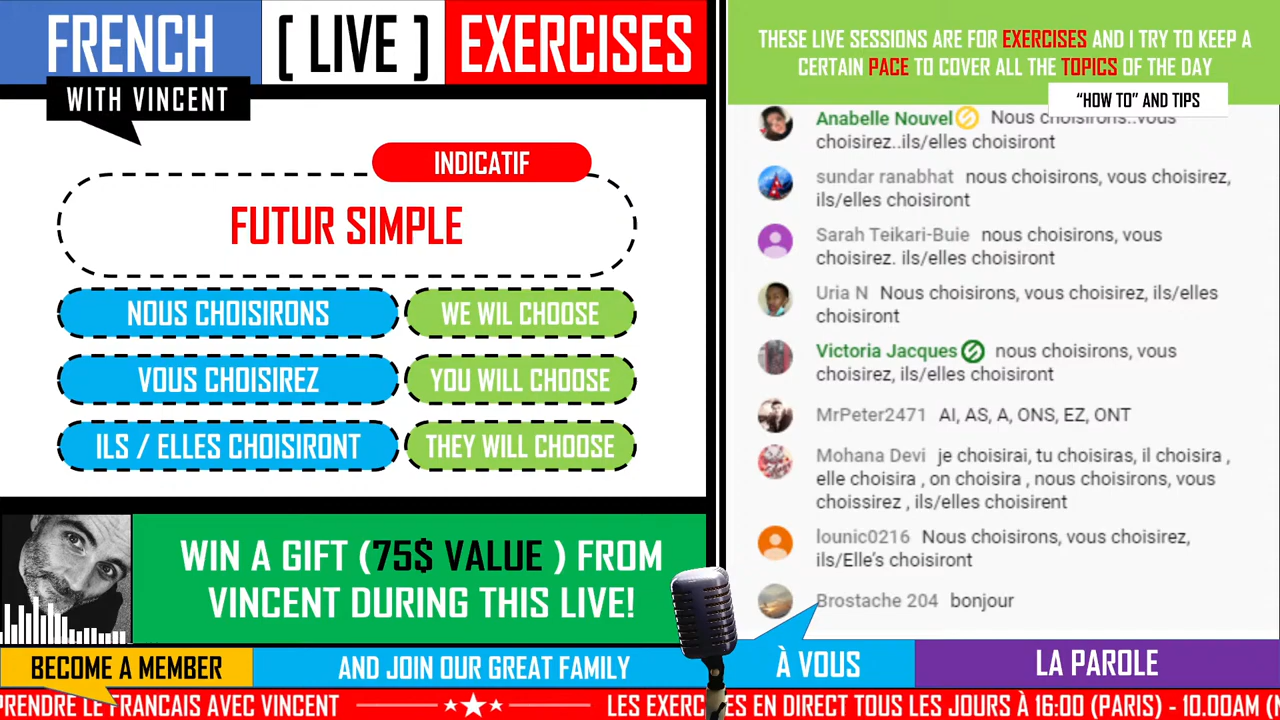 FRENCH [ LIVE ] EXERCISES
WITH VINCENT
INDICATIF
FUTUR SIMPLE
NOUS CHOISIRONS WE WIL CHOOSE
VOUS CHOISIREZ YOU WILL CHOOSE
ILS / ELLES CHOISIRONT THEY WILL CHOOSE
WIN A GIFT (75$ VALUE ) FROM
VINCENT DURING THIS LIVE!
BECOME A MEMBER AND JOIN OUR GREAT FAMILY
THESE LIVE SESSIONS ARE FOR EXERCISES AND I TRY TO KEEP A
CERTAIN PACE TO COVER ALL THE TOPICS OF THE DAY
“HOW TO” AND TIPS
Anabelle Nouvel Nous choisirons..vous
choisirez..ils/elles choisiront
sundar ranabhat nous choisirons, vous choisirez,
ils/elles choisiront
Sarah Teikari-Buie nous choisirons, vous
choisirez. ils/elles choisiront
Uria N Nous choisirons, vous choisirez, ils/elles
choisiront
Victoria Jacques nous choisirons, vous
choisirez, ils/elles choisiront
MrPeter2471 AI, AS, A, ONS, EZ, ONT
Mohana Devi je choisirai, tu choisiras, il choisira ,
elle choisira , on choisira , nous choisirons, vous
choissirez , ils/elles choisirent
lounic0216 Nous choisirons, vous choisirez,
ils/Elle's choisiront
Brostache 204 bonjour
À VOUS LA PAROLE
PRENDRE LE FRANCAIS AVEC VINCENT LES EXERCICES EN DIRECT TOUS LES JOURS À 16:00 (PARIS) - 10.00AM (